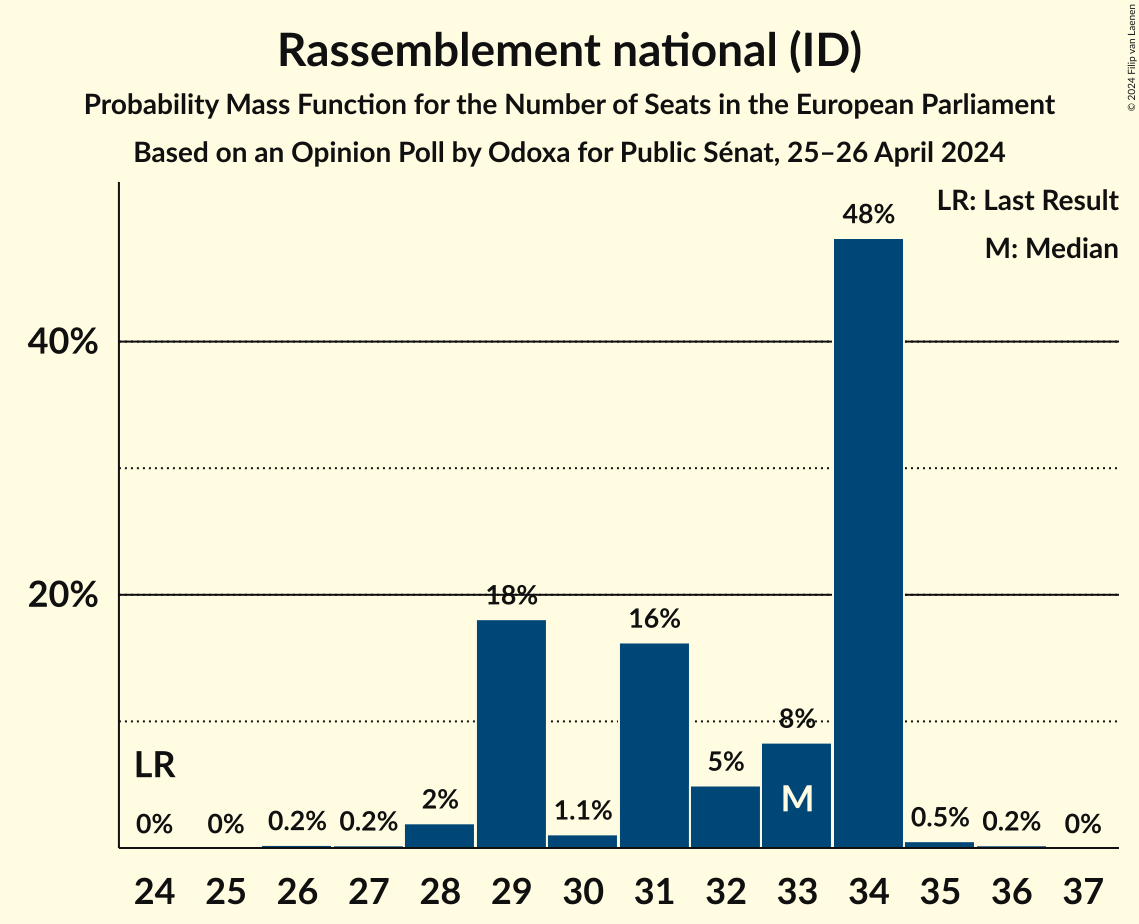 Rassemblement national (ID)
Probability Mass Function for the Number of Seats in the European Parliament
Based on an Opinion Poll by Odoxa for Public Sénat, 25–26 April 2024
© 2024 Filip van Laenen
LR: Last Result
M: Median
48%
40%
20%
18%
16%
8%
LR
5%
M
2%
1.1%
0% 0% 0.2% 0.2% 0.5% 0.2% 0%
24 25 26 27 28 29 30 31 32 33 34 35 36 37